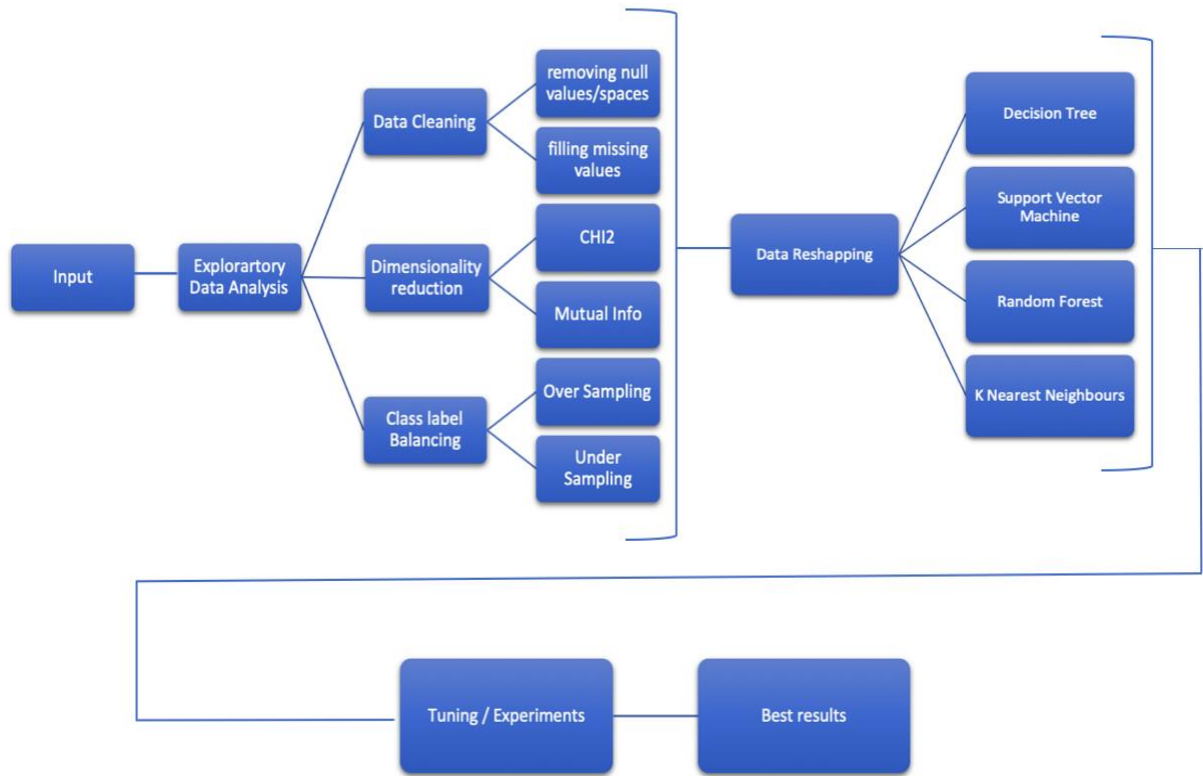 Input
Explorartory
Data Analysis
Data Cleaning
removing null
values/spaces
filling missing
values
Dimensionality
reduction
CHI2
Mutual Info
Class label
Balancing
Over Sampling
Under
Sampling
Data Reshapping
Decision Tree
Support Vector
Machine
Random Forest
K Nearest Neighbours
Tuning / Experiments
Best results